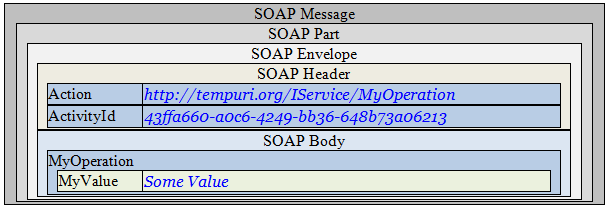 SOAP Message
SOAP Part
SOAP Envelope
SOAP Header
Action http://tempuri.org/IService/MyOperation
ActivityId 43ffa660-a0c6-4249-bb36-648b73a06213
SOAP Body
MyOperation
MyValue Some Value